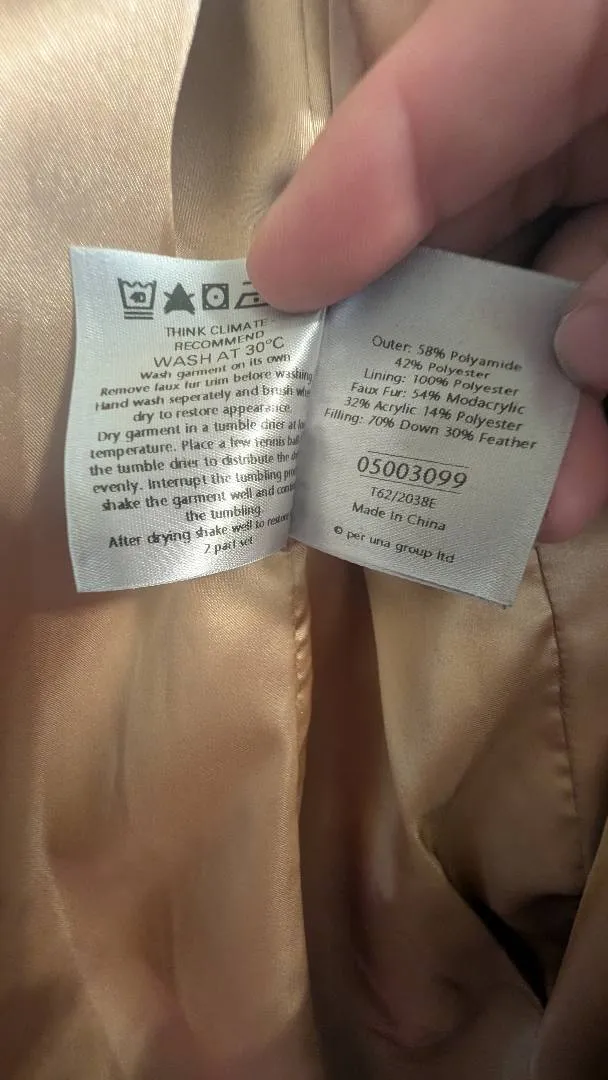 40
THINK CLIMATE -
RECOMMEND
WASH AT 30°C
Wash garment on its own
Remove faux fur trim before washing
Hand wash seperately and brush
dry to restore appearance.
Dry garment in a tumble drier at
temperature. Place a few tennis
the tumble drier to distribute the
evenly. Interrupt the tumbling
shake the garment well and
the tumbling.
After drying shake well to
2 part set
Outer: 58% Polyamide
42% Polyester
Lining: 100% Polyester
Faux Fur: 54% Modacrylic
32% Acrylic 14% Polyester
Filling: 70% Down 30% Feather
05003099
T62/2038E
Made in China
© per una group ltd